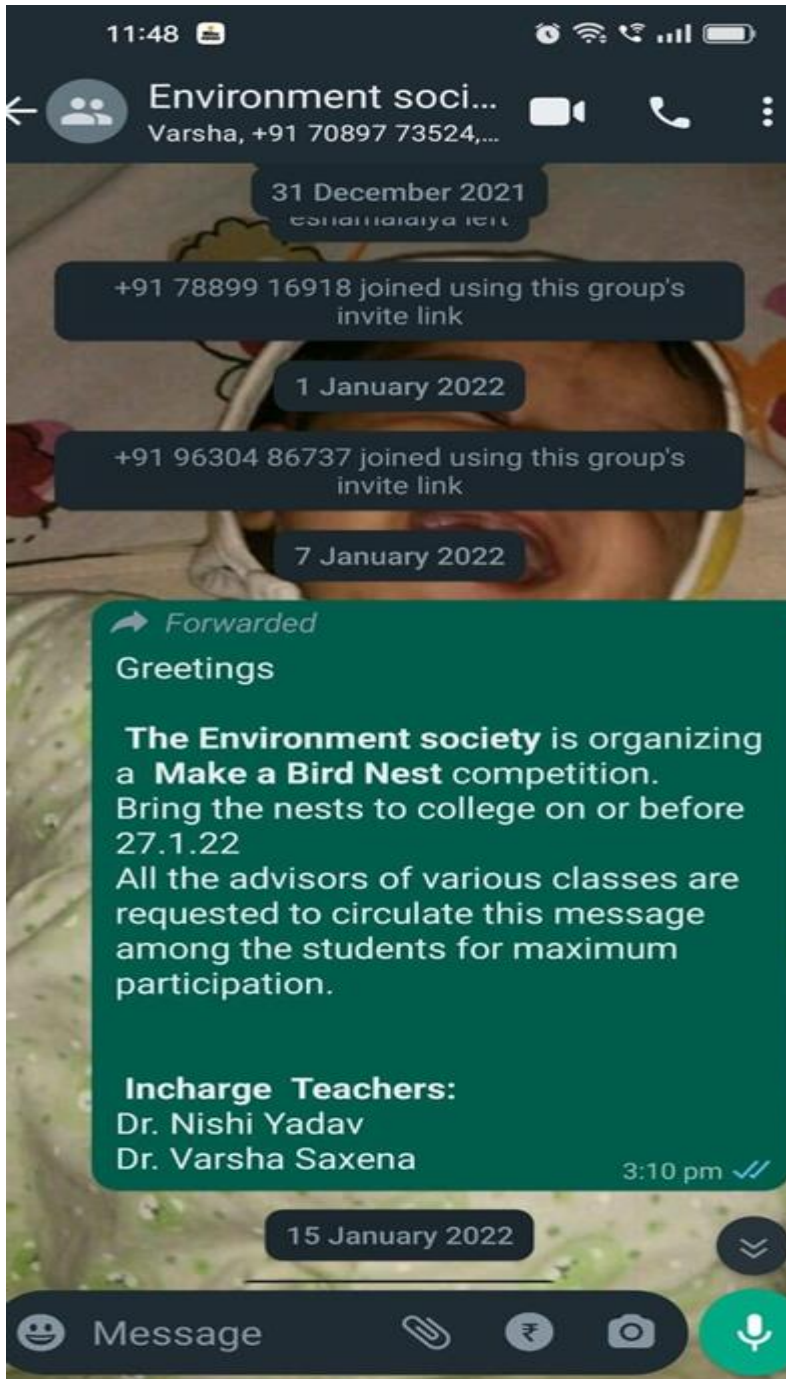 11:48
Environment soci...
Varsha, +91 70897 73524,...
31 December 2021
eshamalaiya left
+91 78899 16918 joined using this group's
invite link
1 January 2022
+91 96304 86737 joined using this group's
invite link
7 January 2022
Forwarded
Greetings
The Environment society is organizing
a Make a Bird Nest competition.
Bring the nests to college on or before
27.1.22
All the advisors of various classes are
requested to circulate this message
among the students for maximum
participation.
Incharge Teachers:
Dr. Nishi Yadav
Dr. Varsha Saxena
3:10 pm
15 January 2022
Message
₹